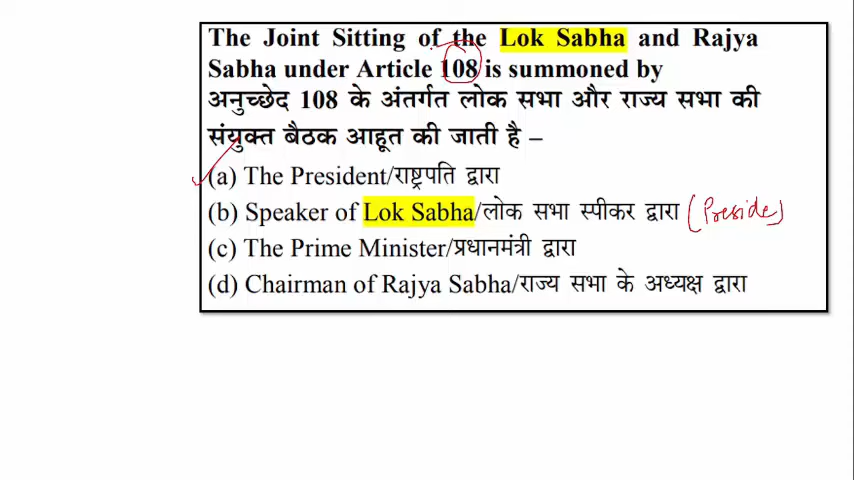 The Joint Sitting of the Lok Sabha and Rajya
Sabha under Article 108 is summoned by
अनुच्छेद 108 के अंतर्गत लोक सभा और राज्य सभा की
संयुक्त बैठक आहूत की जाती है –
(a) The President/राष्ट्रपति द्वारा
(b) Speaker of Lok Sabha/लोक सभा स्पीकर द्वारा (Preside)
(c) The Prime Minister/प्रधानमंत्री द्वारा
(d) Chairman of Rajya Sabha/राज्य सभा के अध्यक्ष द्वारा